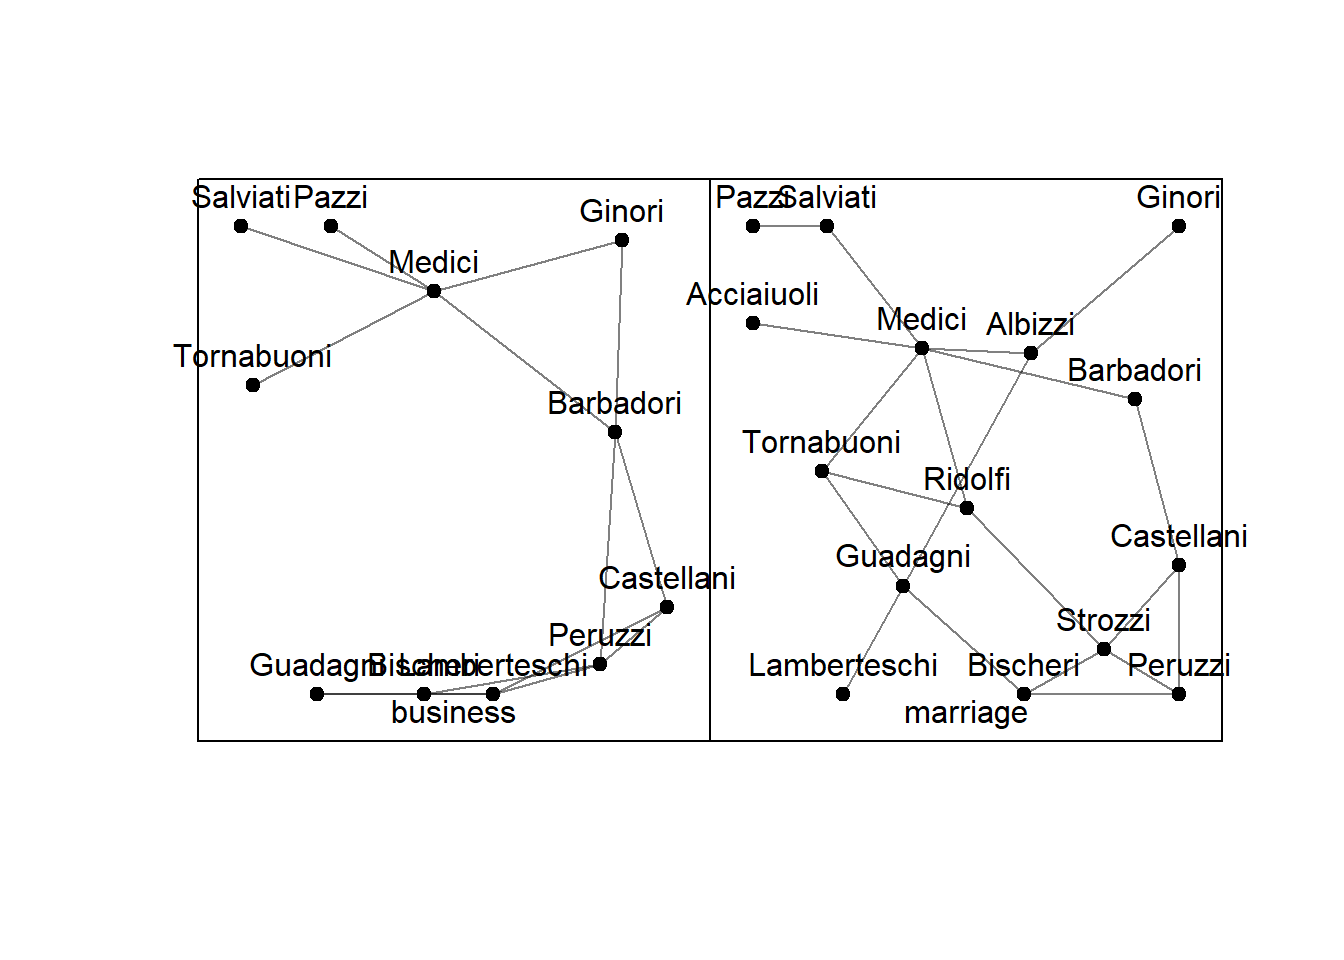 Salviati
Pazzi
Ginori
Medici
Tornabuoni
Barbadori
Castellani
Peruzzi
Guadagni
Bischeri
Lamberteschi
business
Pazzi
Salviati
Ginori
Acciaiuoli
Medici
Albizzi
Barbadori
Tornabuoni
Ridolfi
Castellani
Guadagni
Strozzi
Lamberteschi
Bischeri
Peruzzi
marriage